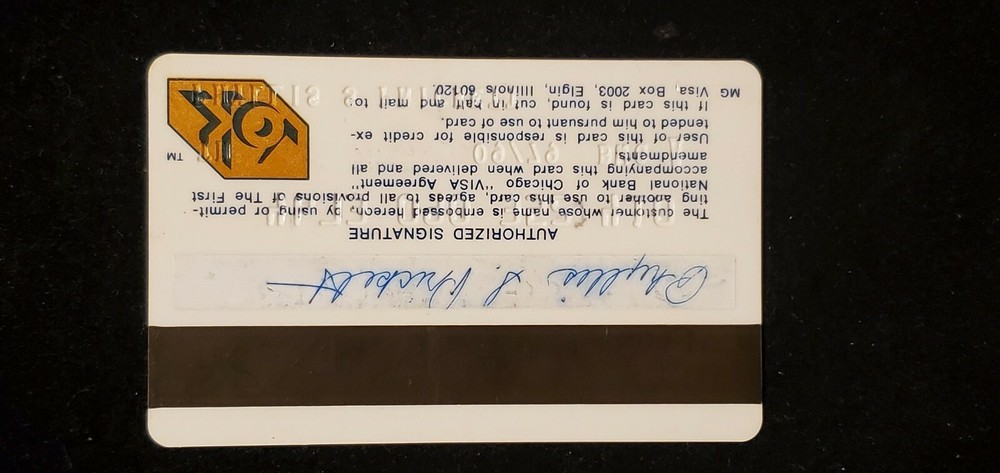 AUTHORIZED SIGNATURE
The customer whose name is embossed hereon, by using or permit-
ting another to use this card, agrees to all provisions of The First
National Bank of Chicago "VISA Agreement"
accompanying this card when delivered and all
amendments.
User of this card is responsible for credit ex-
tended to him pursuant to use of card.
If this card is found, cut in half and mail to:
Visa, Box 2003, Elgin, Illinois 60120
MG
TM
Phyllis S.